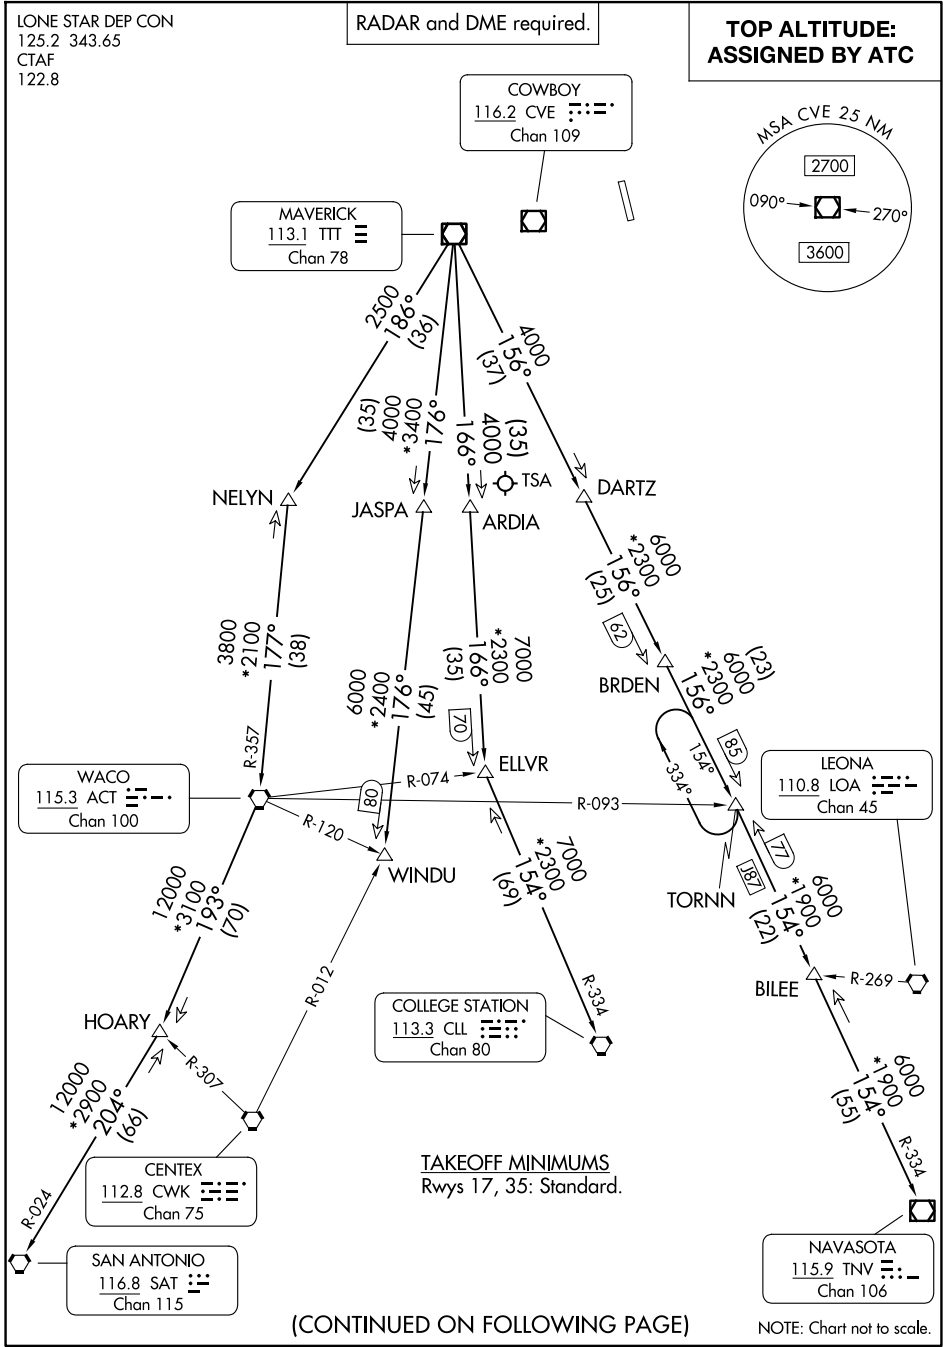 LONE STAR DEP CON
125.2 343.65
CTAF
122.8
RADAR and DME required.
TOP ALTITUDE:
ASSIGNED BY ATC
COWBOY
116.2 CVE
Chan 109
MSA CVE 25 NM
2700
090°
270°
3600
MAVERICK
113.1 TTT
Chan 78
2500
186°
(36)
(35)
4000
*3400
176°
(35)
4000
166°
4000
156°
(37)
TSA
NELYN
JASPA
ARDIA
DARTZ
3800
*2100
177°
(38)
6000
*2400
176°
(45)
7000
*2300
166°
(35)
6000
*2300
156°
(25)
62
BRDEN
(23)
6000
*2300
156°
R-357
70
154°
334°
85
WACO
115.3 ACT
Chan 100
R-074
ELLVR
80
R-093
R-120
LEONA
110.8 LOA
Chan 45
WINDU
TORNN
77
J87
12000
*3100
193°
(70)
7000
*2300
154°
(69)
6000
*1900
154°
(22)
R-012
BILEE
R-269
HOARY
COLLEGE STATION
113.3 CLL
Chan 80
R-334
R-307
12000
*2900
204°
(66)
6000
*1900
154°
(55)
R-334
CENTEX
112.8 CWK
Chan 75
TAKEOFF MINIMUMS
Rwys 17, 35: Standard.
R-024
SAN ANTONIO
116.8 SAT
Chan 115
NAVASOTA
115.9 TNV
Chan 106
(CONTINUED ON FOLLOWING PAGE)
NOTE: Chart not to scale.